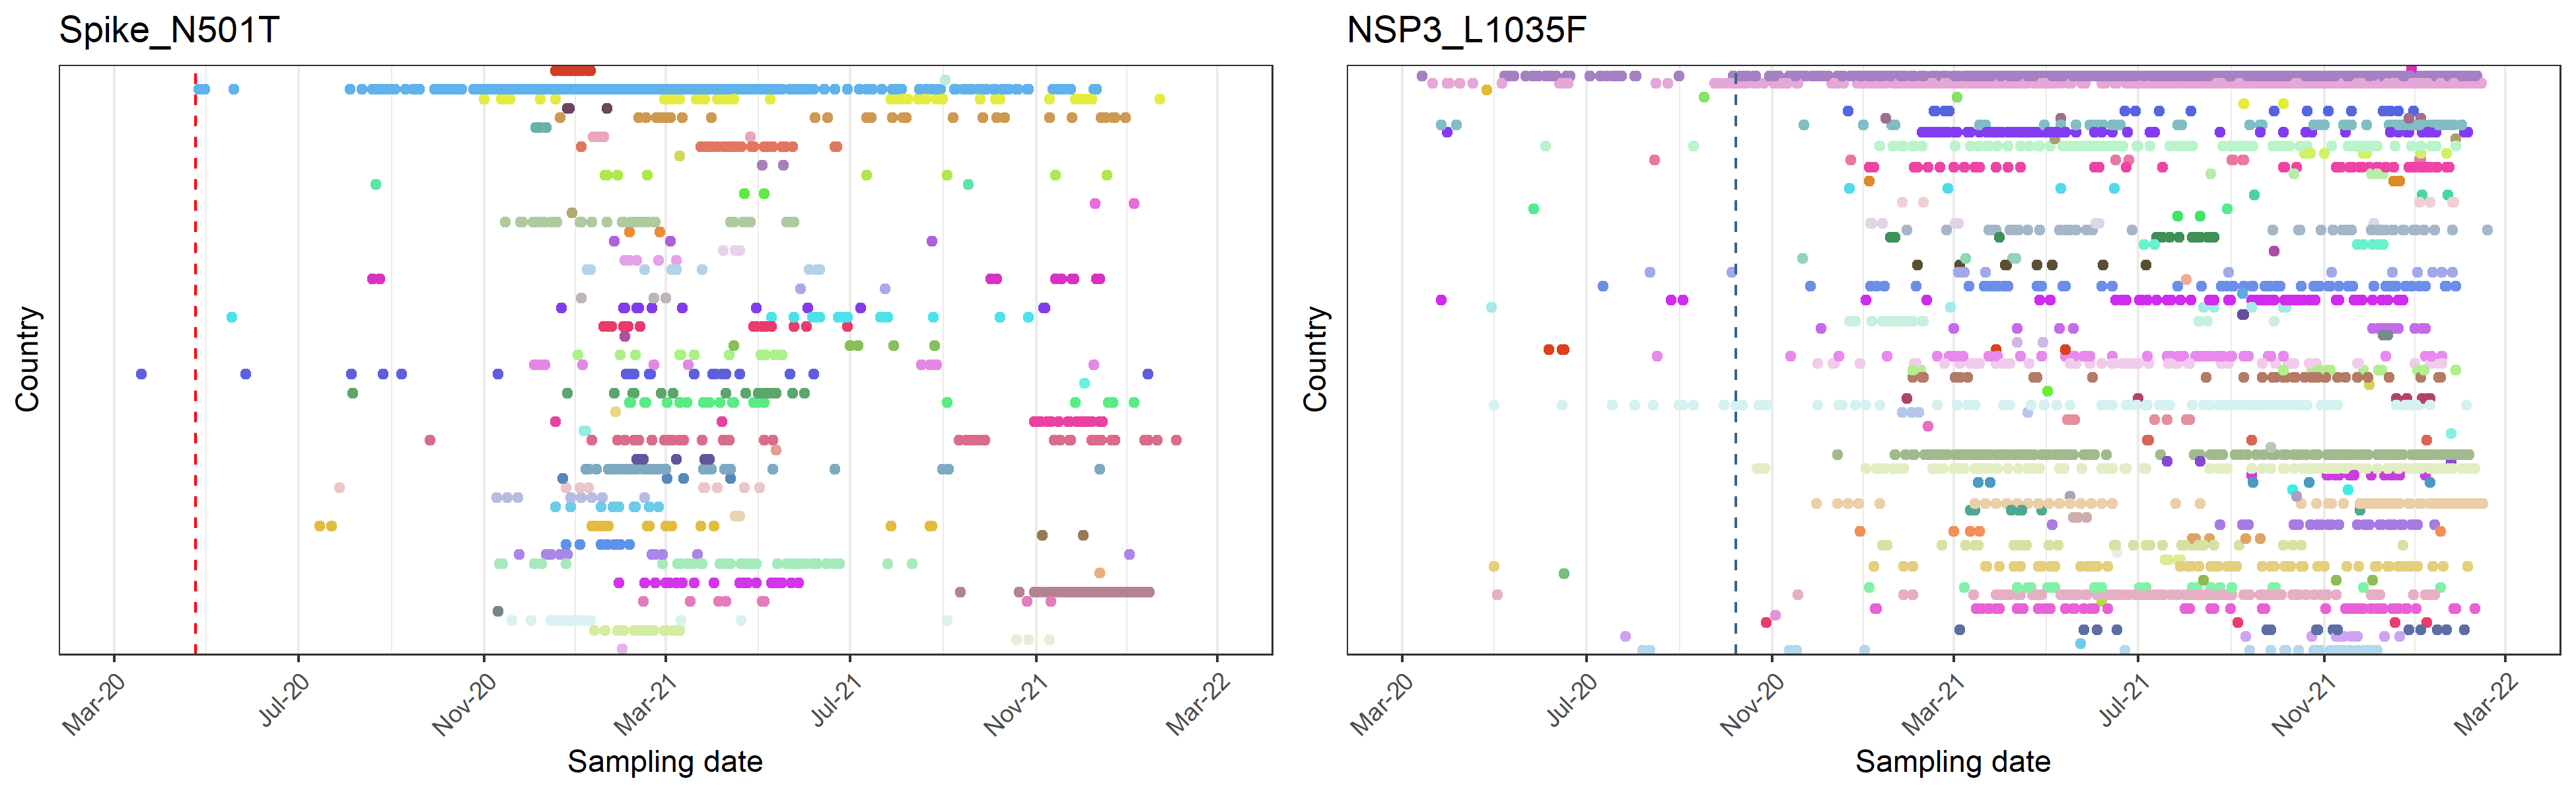 Spike_N501T
Country
Mar-20
Jul-20
Nov-20
Mar-21
Jul-21
Nov-21
Mar-22
Sampling date
NSP3_L1035F
Country
Mar-20
Jul-20
Nov-20
Mar-21
Jul-21
Nov-21
Mar-22
Sampling date